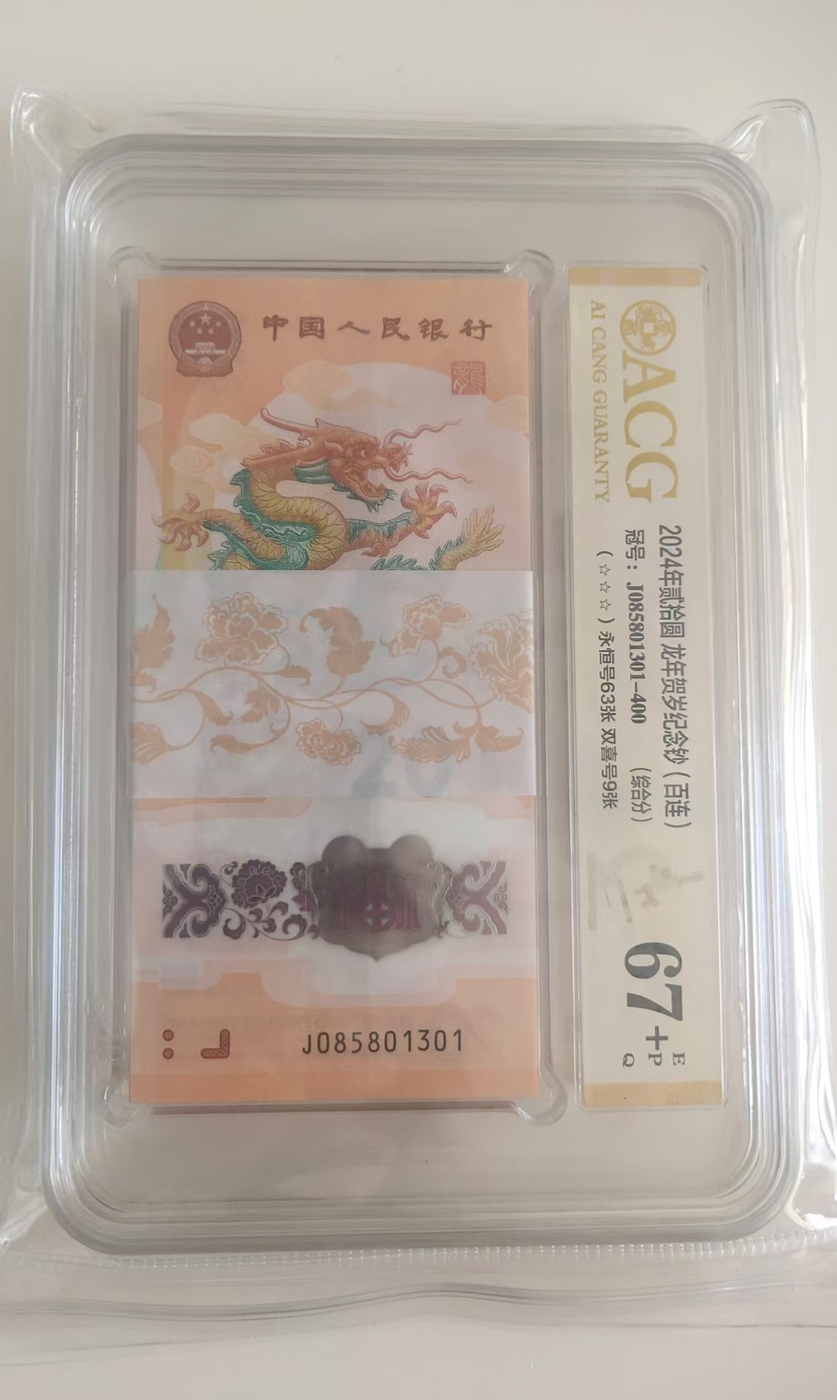 中国人民银行
龍
J085801301
ACG
AI CANG GUARANTY
2024年贰拾圆 龙年贺岁纪念钞（百连）
冠号：J085801301-400 （综合分）
（☆☆☆）永恒号63张 双喜号9张
67+
E
P
Q